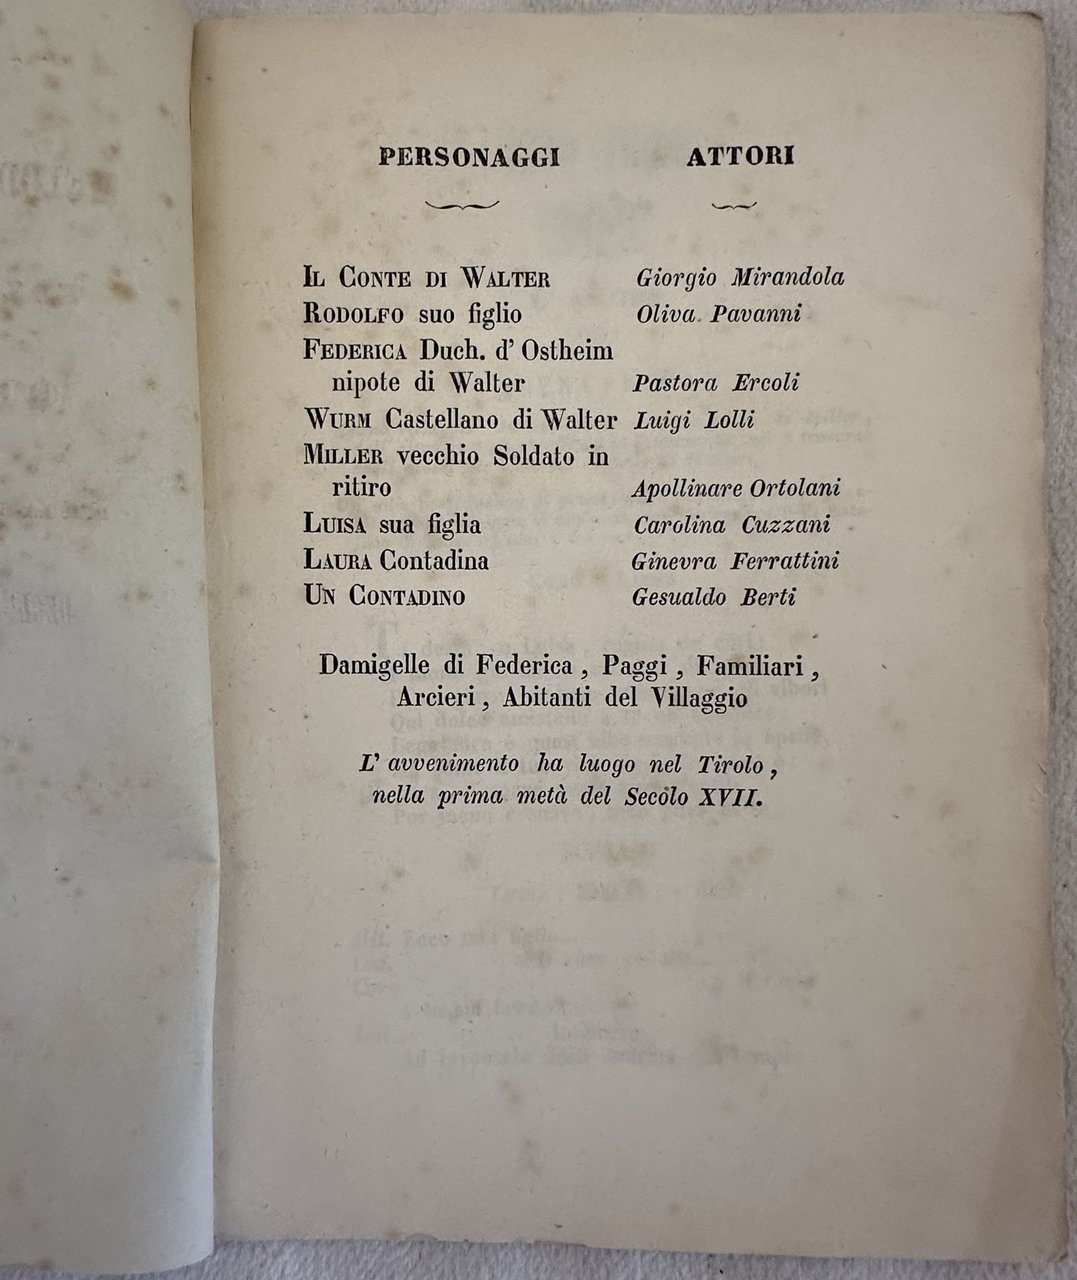 PERSONAGGI ATTORI
IL CONTE DI WALTER Giorgio Mirandola
RODOLFO suo figlio Oliva Pavanni
FEDERICA Duch. d' Ostheim
nipote di Walter Pastora Ercoli
WURM Castellano di Walter Luigi Lolli
MILLER vecchio Soldato in
ritiro Apollinare Ortolani
LUISA sua figlia Carolina Cuzzani
LAURA Contadina Ginevra Ferrattini
UN CONTADINO Gesualdo Berti
Damigelle di Federica, Paggi, Familiari,
Arcieri, Abitanti del Villaggio
L' avvenimento ha luogo nel Tirolo,
nella prima metà del Secolo XVII.